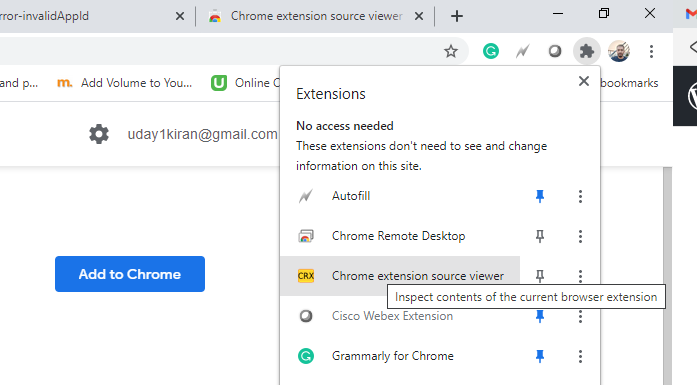 rror-invalidAppId
Chrome extension source viewer
and p...
m. Add Volume to You...
U Online C
bookmarks
uday1kiran@gmail.com
Add to Chrome
Extensions
No access needed
These extensions don't need to see and change
information on this site.
Autofill
Chrome Remote Desktop
CRX Chrome extension source viewer
Inspect contents of the current browser extension
Cisco Webex Extension
G Grammarly for Chrome